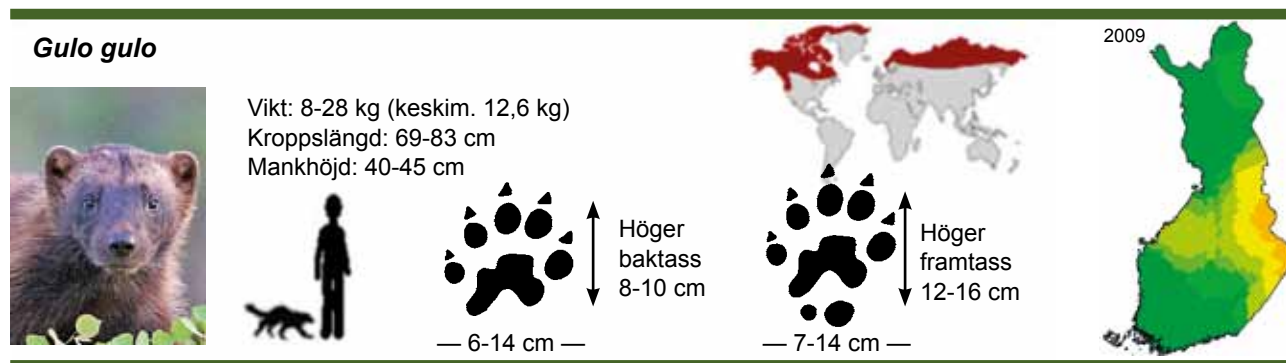 Gulo gulo
Vikt: 8-28 kg (keskim. 12,6 kg)
Kroppslängd: 69-83 cm
Mankhöjd: 40-45 cm
Höger
baktass
8-10 cm
— 6-14 cm —
Höger
framtass
12-16 cm
— 7-14 cm —
2009